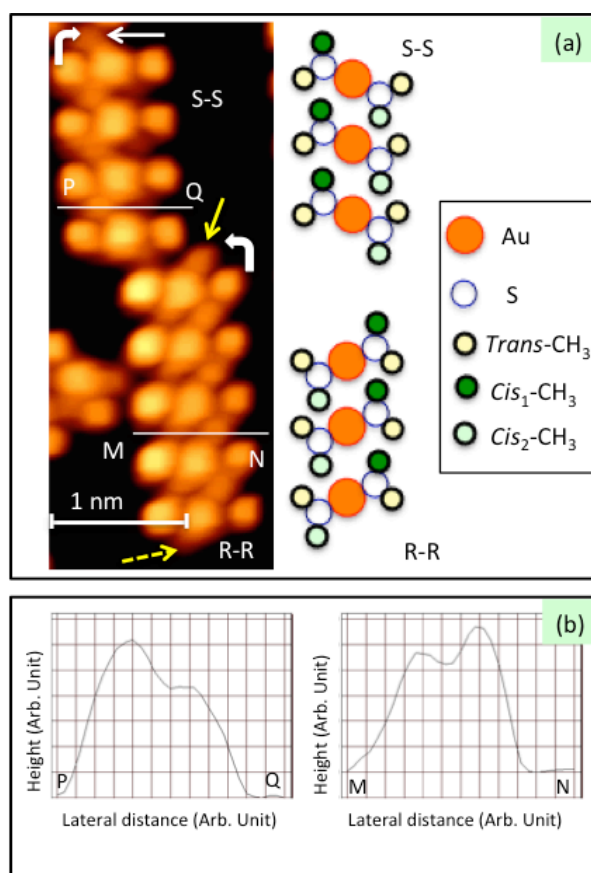 (a)
S-S
S-S
P
Q
M
N
1 nm
R-R
R-R
Au
S
Trans-CH₃
Cis₁-CH₃
Cis₂-CH₃
(b)
Height (Arb. Unit)
P
Q
Lateral distance (Arb. Unit)
Height (Arb. Unit)
M
N
Lateral distance (Arb. Unit)